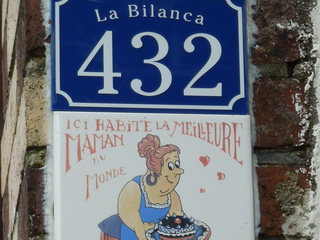 La Bilanca
432
ICI HABITE LA MEILLEURE
MAMAN
DU
MONDE